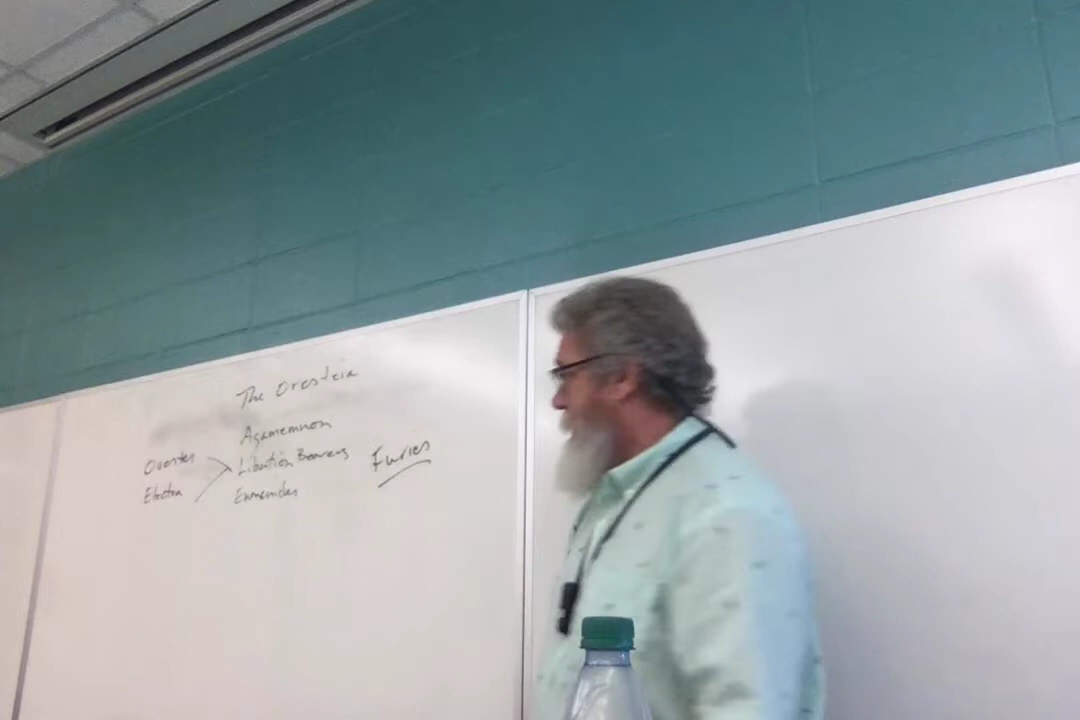 The Oresteia
Agamemnon
Orestes Libation Bearers Furies
Electra Eumenides